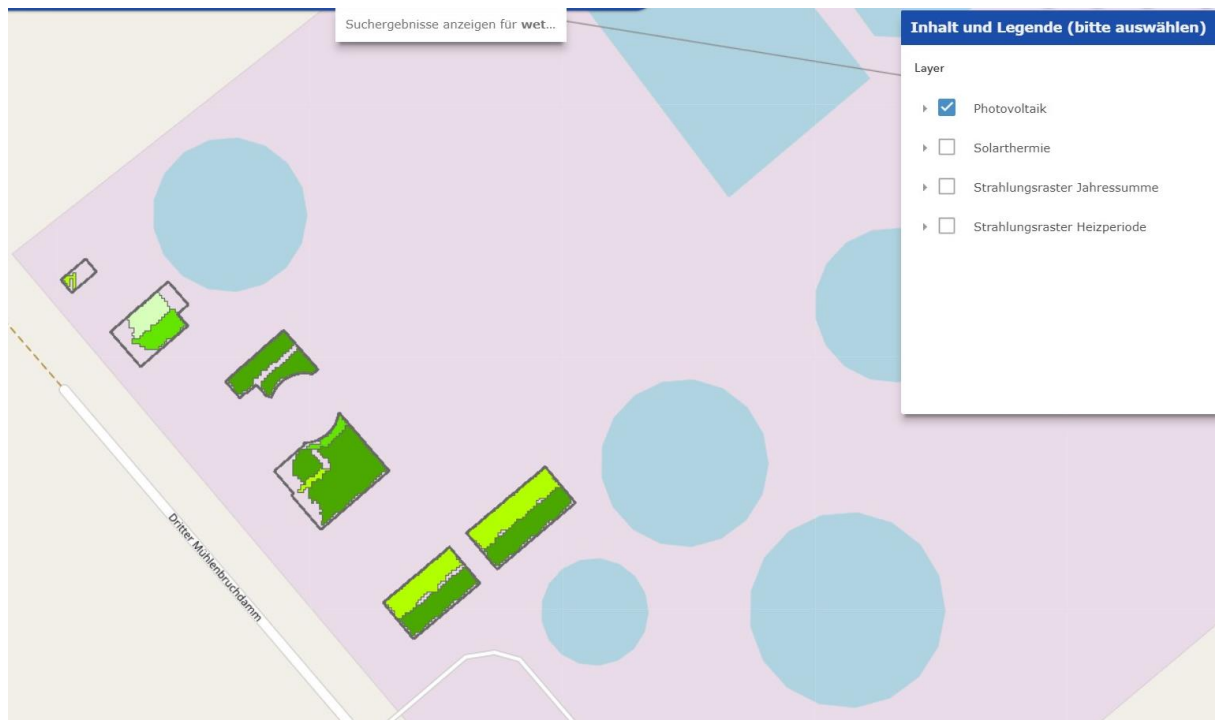 Suchergebnisse anzeigen für wet...
Inhalt und Legende (bitte auswählen)
Layer
Photovoltaik
Solarthermie
Strahlungsraster Jahressumme
Strahlungsraster Heizperiode
Dritter Mühlenbruchdamm